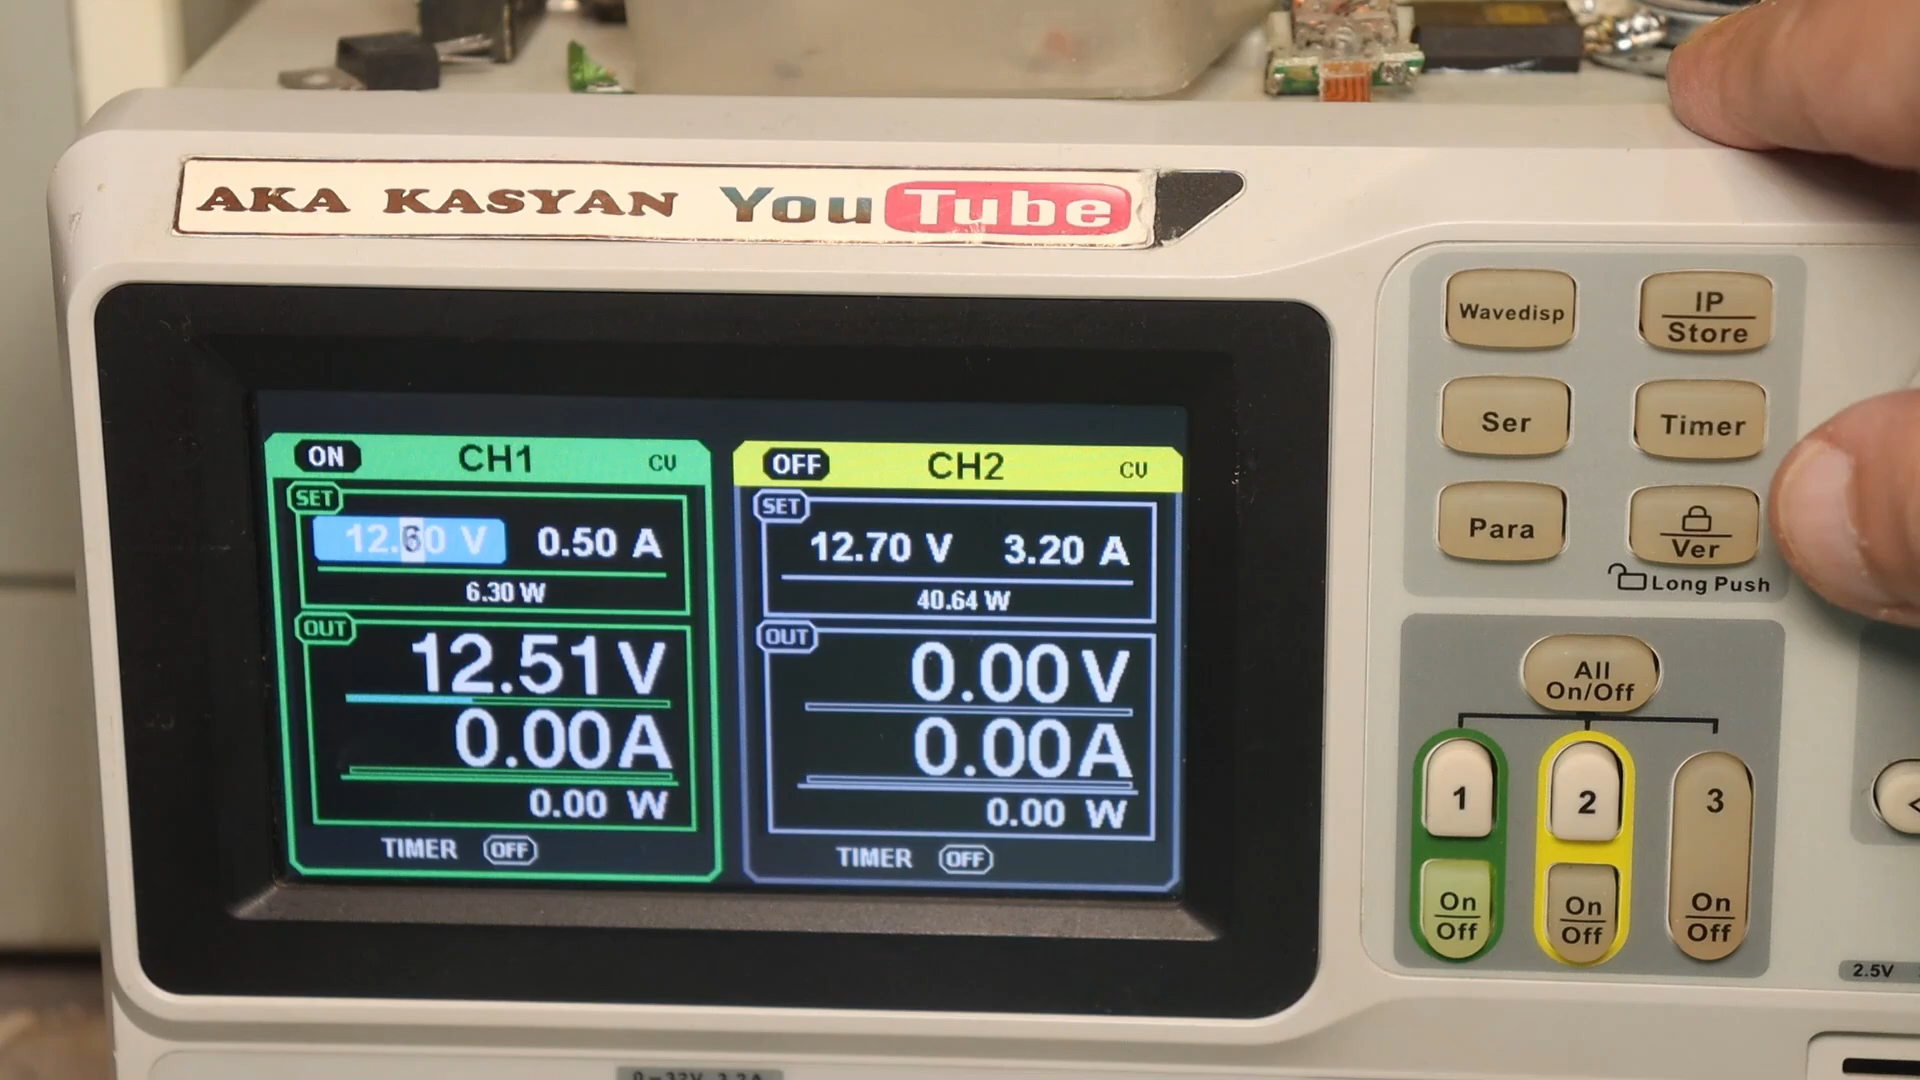 AKA KASYAN YouTube
ON CH1 CV
SET
12.60 V 0.50 A
6.30 W
OUT
12.51 V
0.00 A
0.00 W
TIMER OFF
OFF CH2 CV
SET
12.70 V 3.20 A
40.64 W
OUT
0.00 V
0.00 A
0.00 W
TIMER OFF
Wavedisp
IP
Store
Ser
Timer
Para
Ver
Long Push
All
On/Off
1
2
3
On
Off
On
Off
On
Off
2.5V